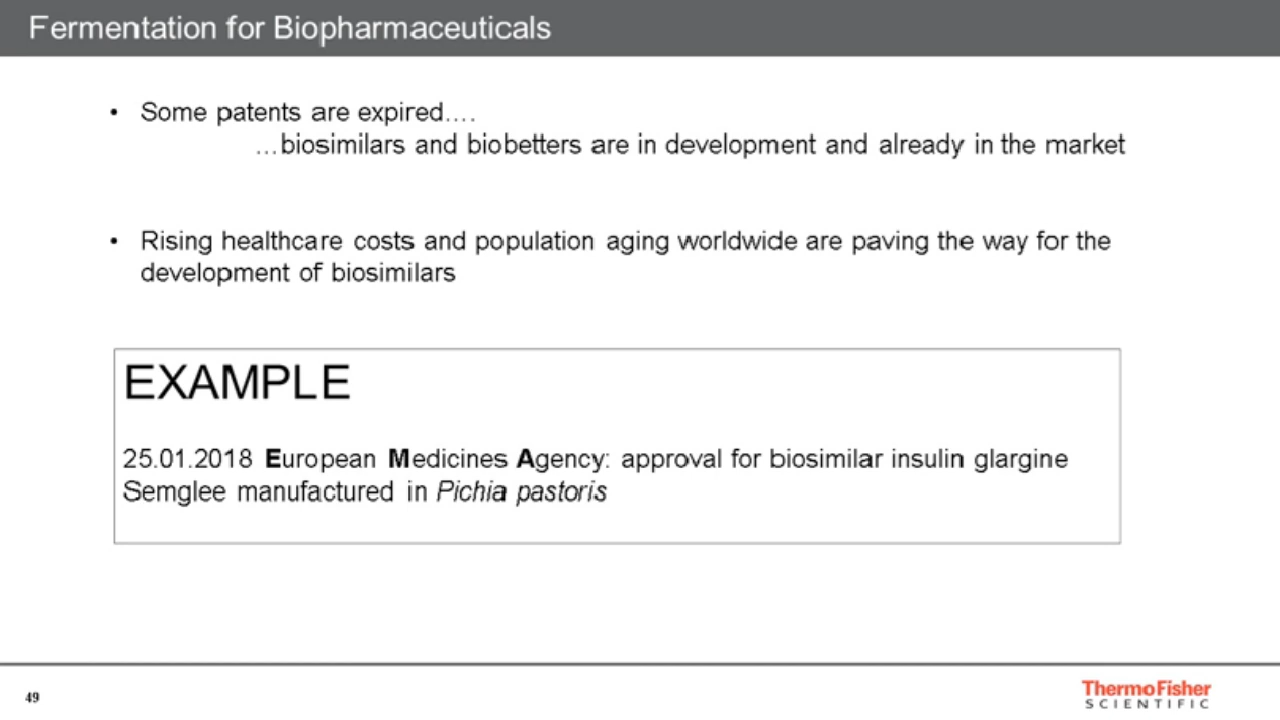 Fermentation for Biopharmaceuticals
• Some patents are expired....
...biosimilars and biobetters are in development and already in the market
• Rising healthcare costs and population aging worldwide are paving the way for the
development of biosimilars
EXAMPLE
25.01.2018 European Medicines Agency: approval for biosimilar insulin glargine
Semglee manufactured in Pichia pastoris
49
ThermoFisher
SCIENTIFIC